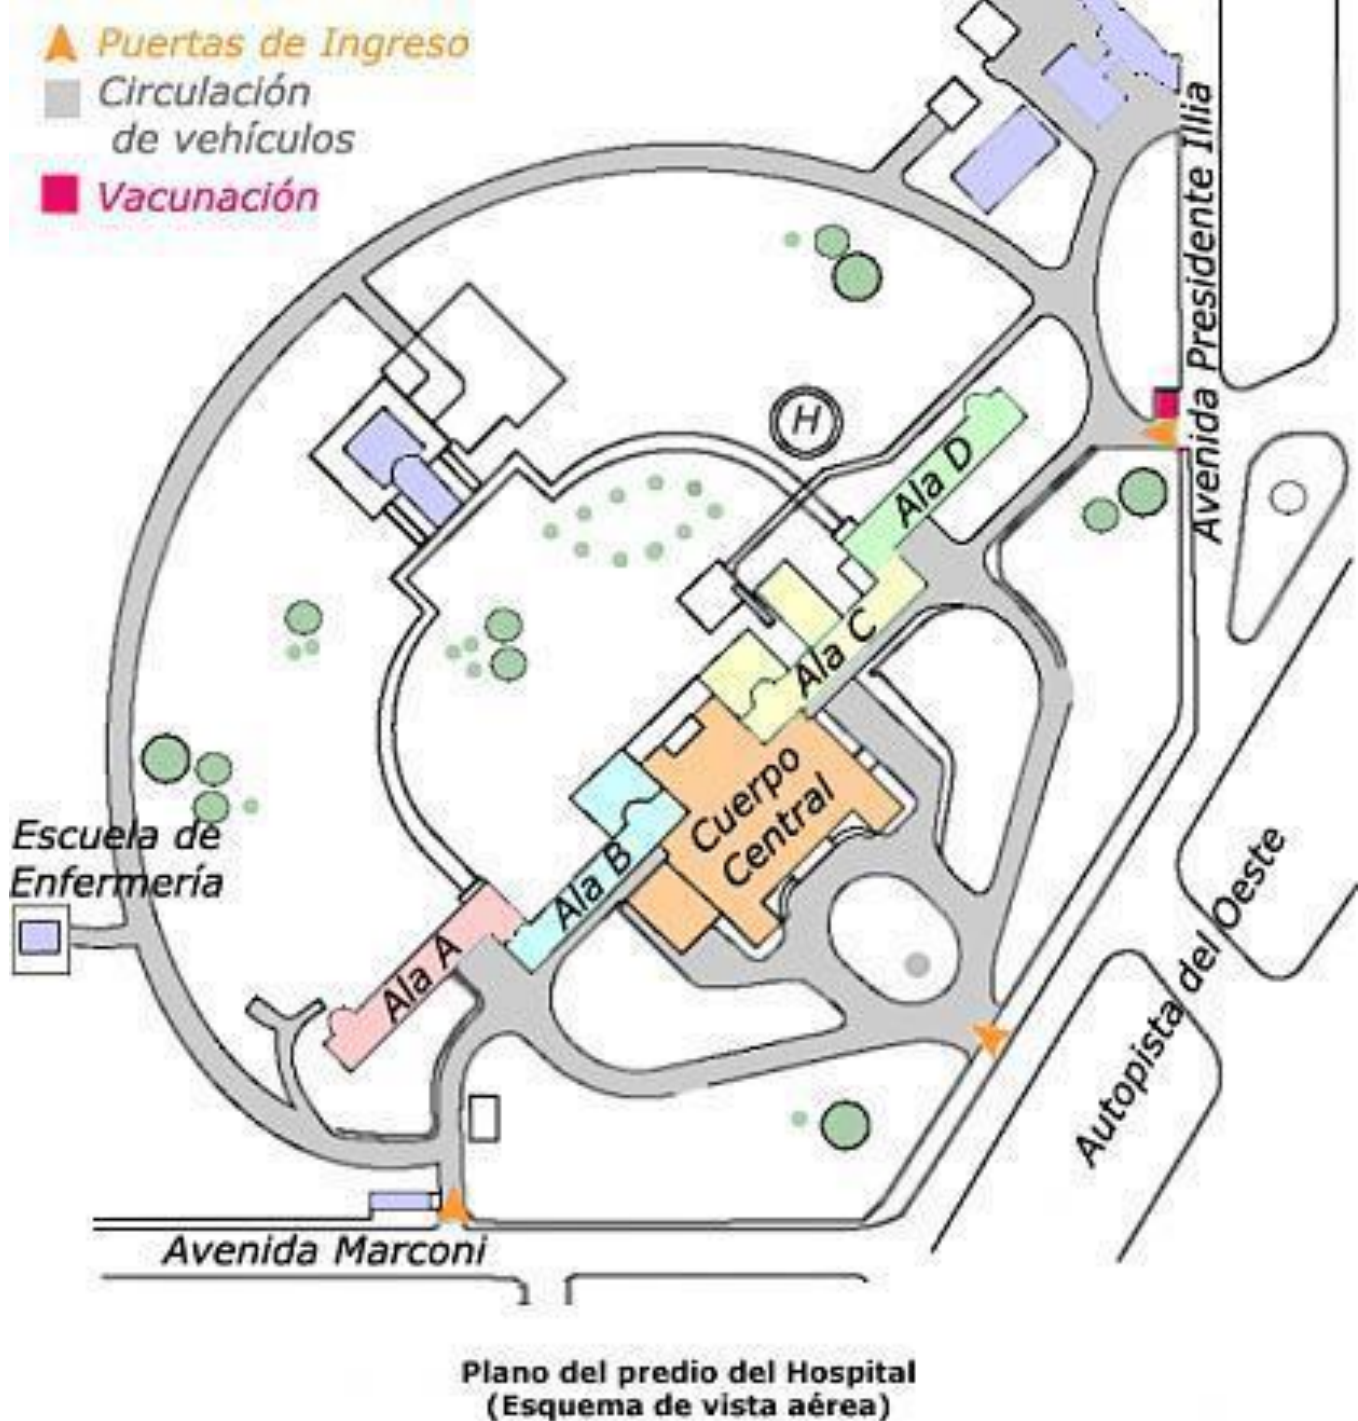 Puertas de Ingreso
Circulación
de vehículos
Vacunación
Avenida Presidente Illia
H
Ala D
Ala C
Cuerpo
Central
Ala B
Ala A
Escuela de
Enfermería
Autopista del Oeste
Avenida Marconi
Plano del predio del Hospital
(Esquema de vista aérea)